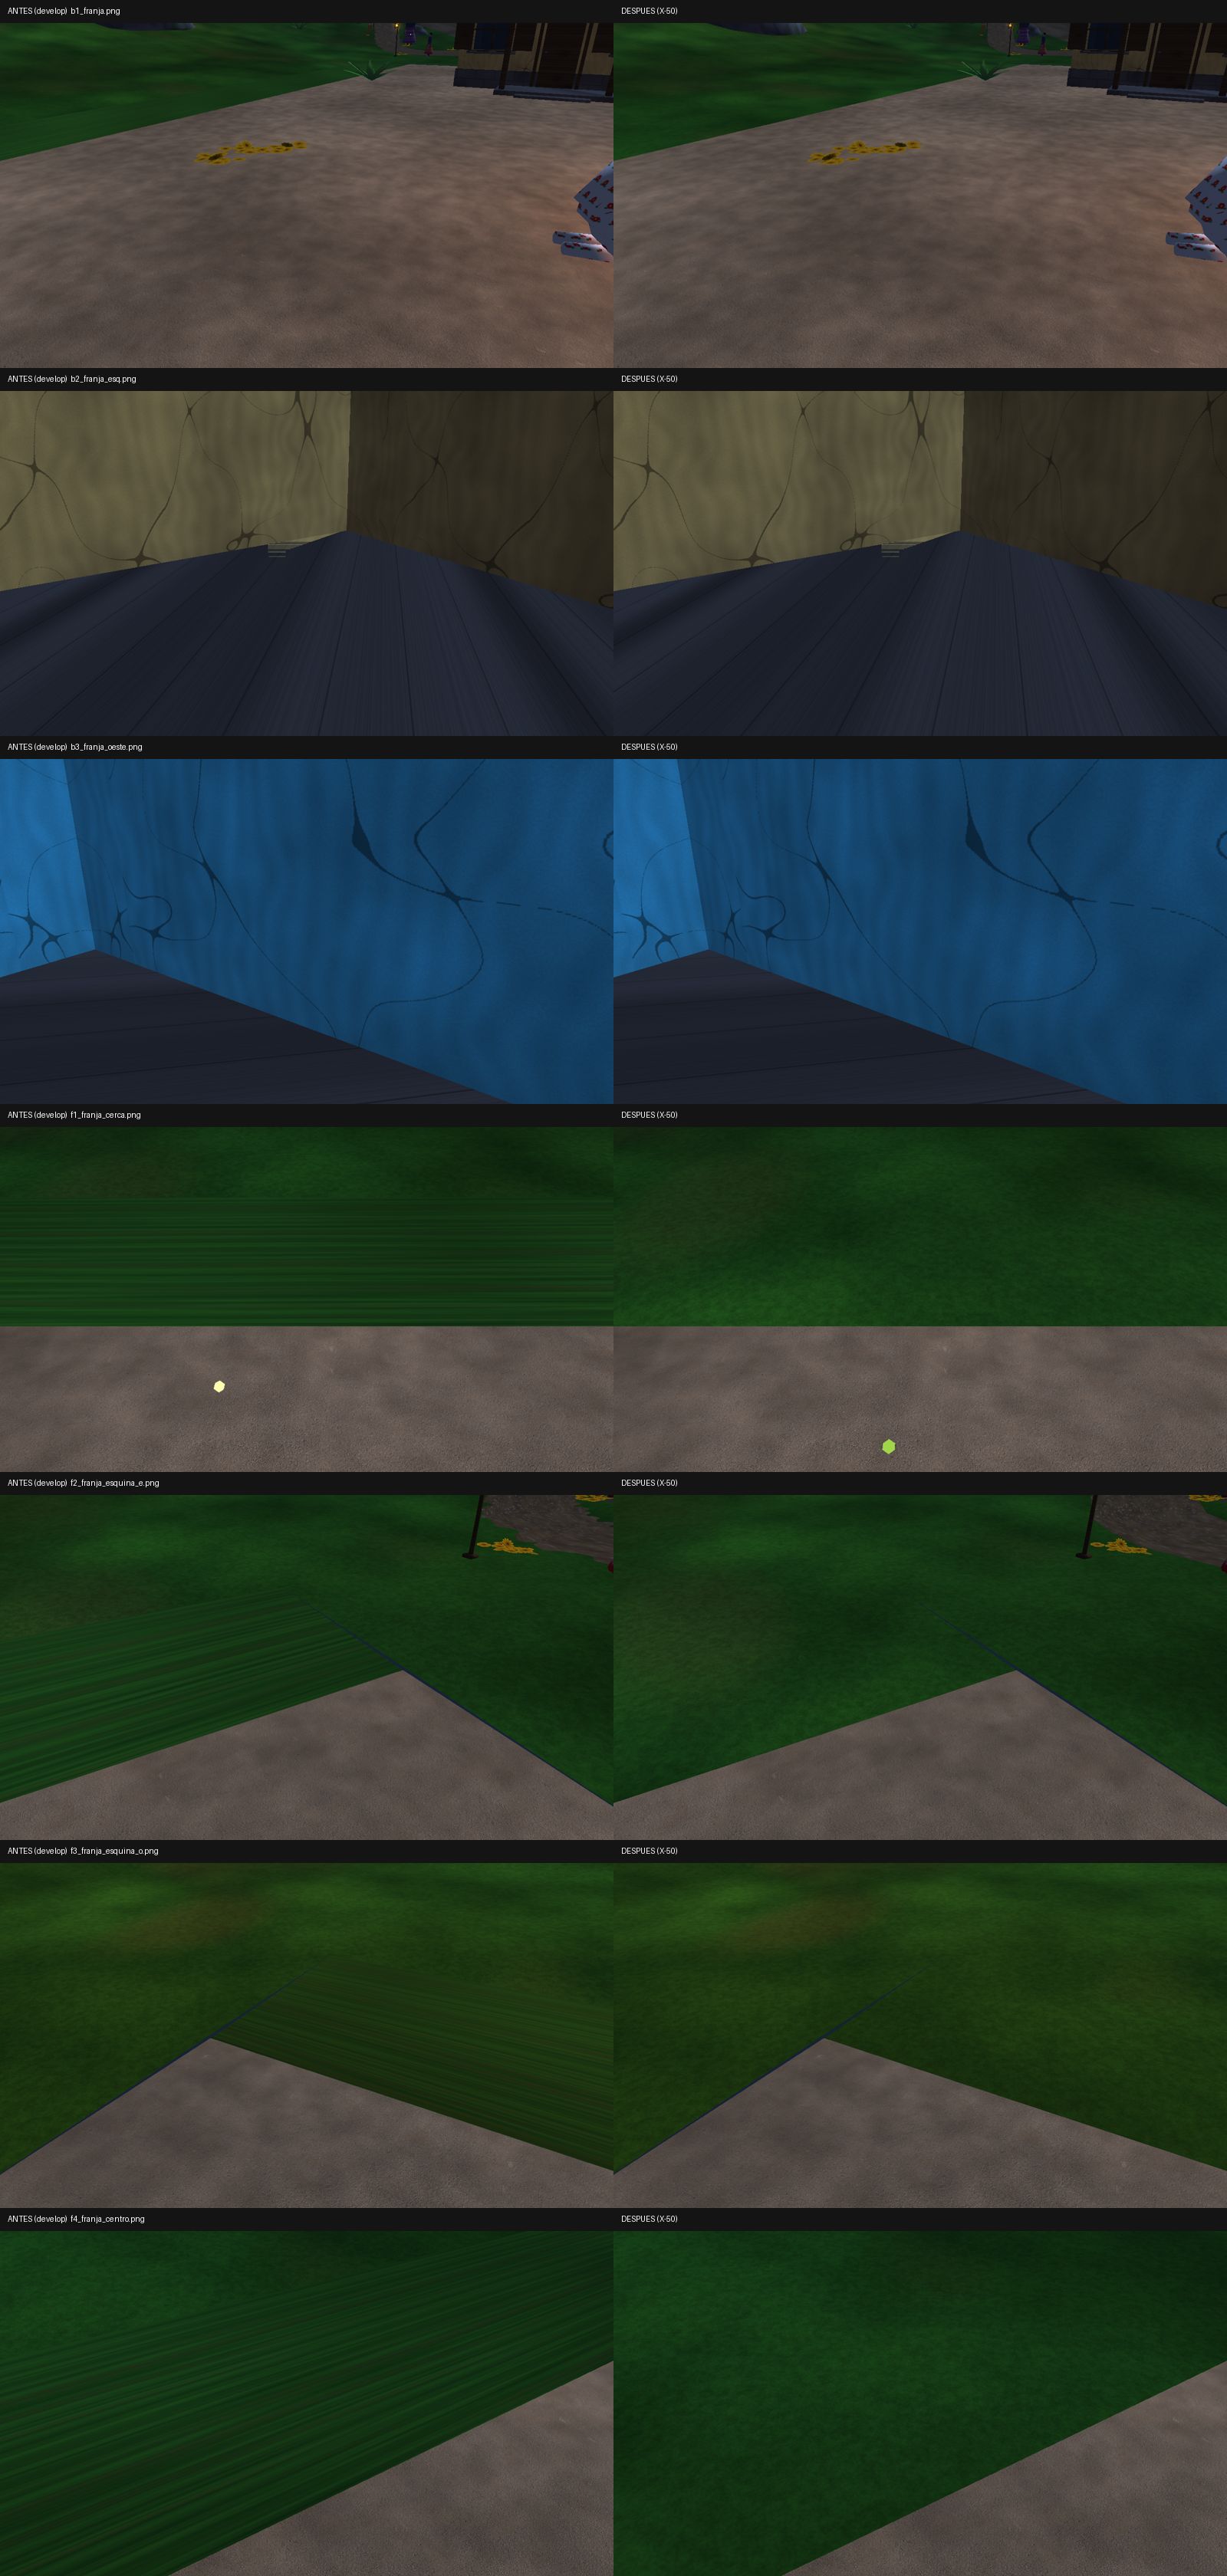 ANTES (develop) b1_franja.png
DESPUES (X-50)
ANTES (develop) b2_franja_esq.png
DESPUES (X-50)
ANTES (develop) b3_franja_oeste.png
DESPUES (X-50)
ANTES (develop) f1_franja_cerca.png
DESPUES (X-50)
ANTES (develop) f2_franja_esquina_e.png
DESPUES (X-50)
ANTES (develop) f3_franja_esquina_o.png
DESPUES (X-50)
ANTES (develop) f4_franja_centro.png
DESPUES (X-50)